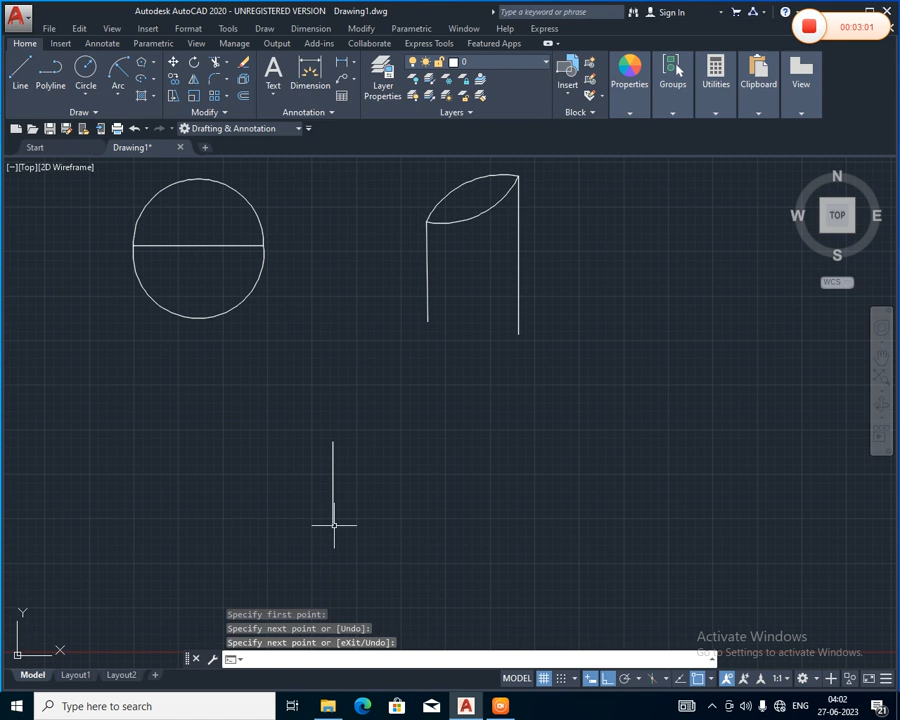 Autodesk AutoCAD 2020 - UNREGISTERED VERSION Drawing1.dwg
Type a keyword or phrase
Sign In
00:03:01
File Edit View Insert Format Tools Draw Dimension Modify Parametric Window Help Express
Home Insert Annotate Parametric View Manage Output Add-ins Collaborate Express Tools Featured Apps
Line Polyline Circle Arc
Text Dimension
Layer Properties
0
Insert
Properties Groups Utilities Clipboard View
Draw Modify Annotation Layers Block
Drafting & Annotation
Start Drawing1*
[−][Top][2D Wireframe]
N
W TOP E
S
WCS
Y
X
Specify first point:
Specify next point or [Undo]:
Specify next point or [eXit/Undo]:
Activate Windows
Go to Settings to activate Windows.
Model Layout1 Layout2 +
MODEL 1:1
Type here to search
ENG
04:02
27-06-2023
21